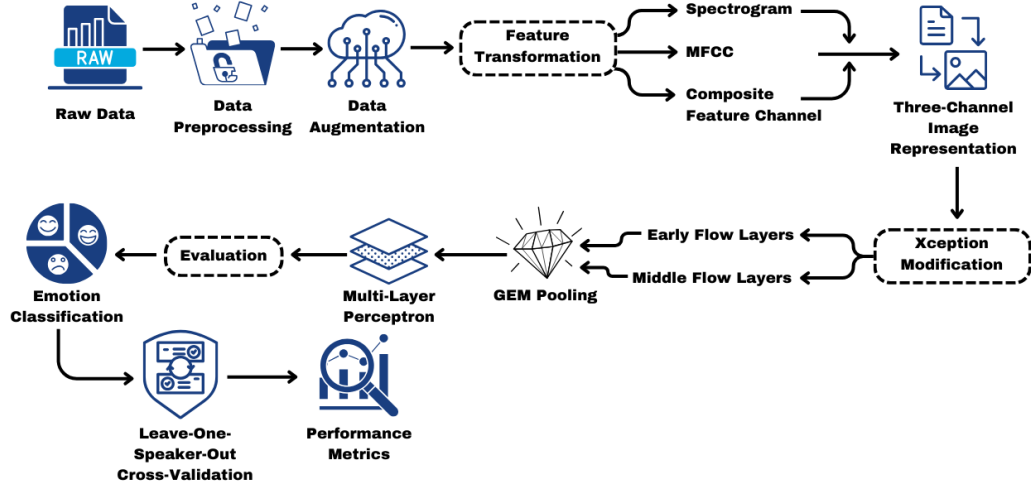 RAW
Raw Data
Data
Preprocessing
Data
Augmentation
Feature
Transformation
Spectrogram
MFCC
Composite
Feature Channel
Three-Channel
Image
Representation
Xception
Modification
Early Flow Layers
Middle Flow Layers
GEM Pooling
Multi-Layer
Perceptron
Evaluation
Emotion
Classification
Leave-One-
Speaker-Out
Cross-Validation
Performance
Metrics